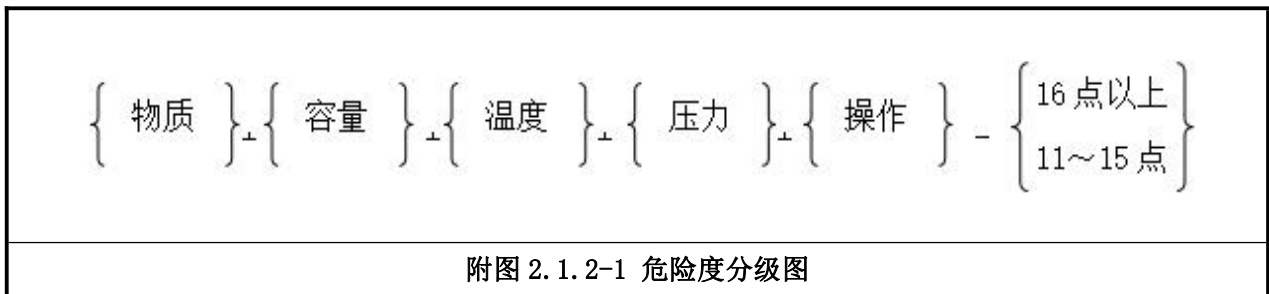 { 物质 }+{ 容量 }+{ 温度 }+{ 压力 }+{ 操作 } = { 16点以上
11~15点 }
附图 2.1.2-1 危险度分级图